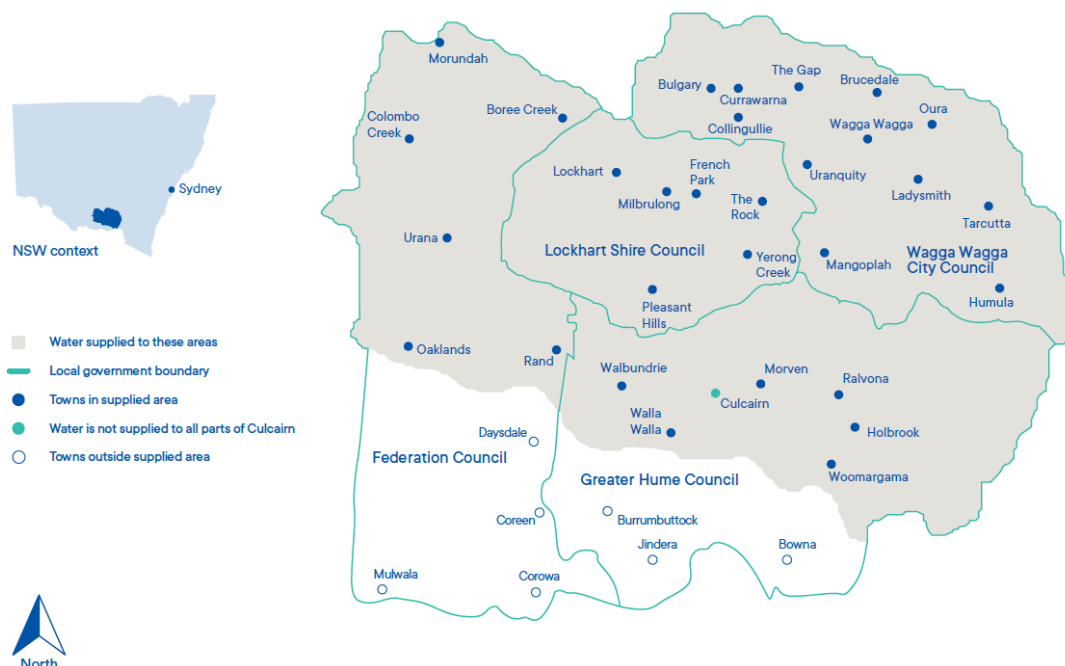 Morundah
Boree Creek
Colombo
Creek
Bulgary
Currawarna
Collingullie
The Gap
Brucedale
Oura
Wagga Wagga
Uranquity
Ladysmith
Tarcutta
Sydney
NSW context
Lockhart
Milbrulong
French
Park
The
Rock
Urana
Lockhart Shire Council
Yerong
Creek
Mangoplah
Wagga Wagga
City Council
Humula
Pleasant
Hills
Oaklands
Rand
Water supplied to these areas
Local government boundary
Towns in supplied area
Water is not supplied to all parts of Culcairn
Towns outside supplied area
Walbundrie
Morven
Ralvona
Culcairn
Walla
Walla
Holbrook
Woomargama
Daysdale
Federation Council
Greater Hume Council
Coreen
Burrumbuttock
Jindera
Bowna
Mulwala
Corowa
North